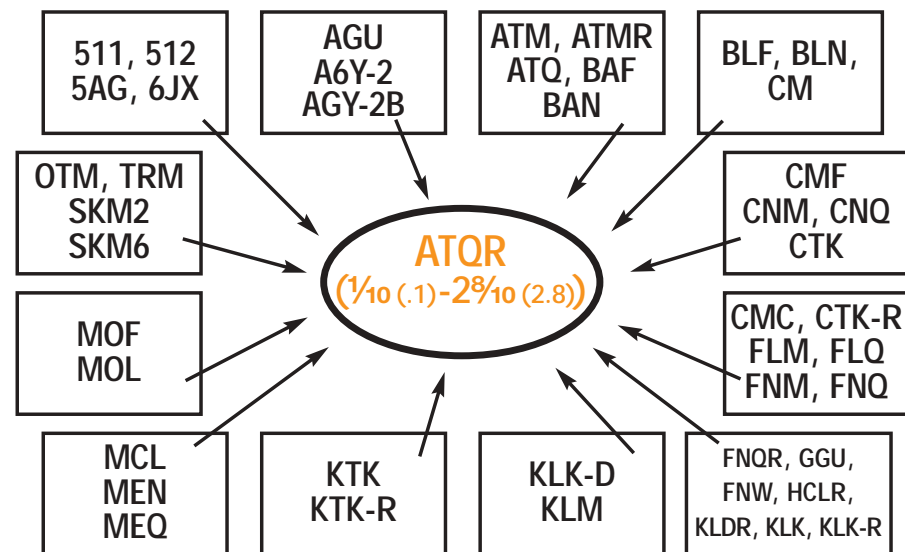 511, 512
5AG, 6JX
AGU
A6Y-2
AGY-2B
ATM, ATMR
ATQ, BAF
BAN
BLF, BLN,
CM
OTM, TRM
SKM2
SKM6
ATQR
(1/10 (.1)-2 8/10 (2.8))
CMF
CNM, CNQ
CTK
MOF
MOL
CMC, CTK-R
FLM, FLQ
FNM, FNQ
MCL
MEN
MEQ
KTK
KTK-R
KLK-D
KLM
FNQR, GGU,
FNW, HCLR,
KLDR, KLK, KLK-R